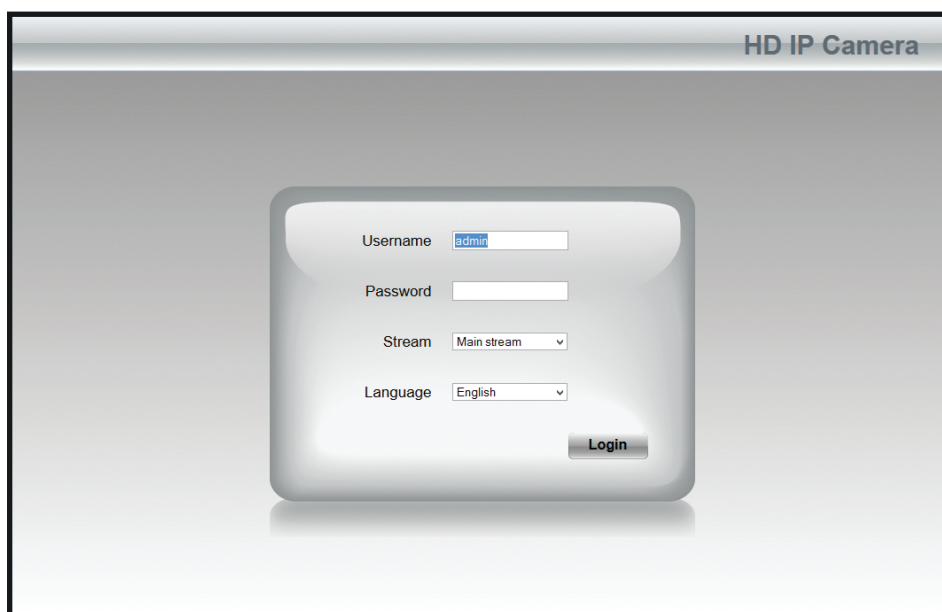 HD IP Camera
Username admin
Password
Stream Main stream
Language English
Login